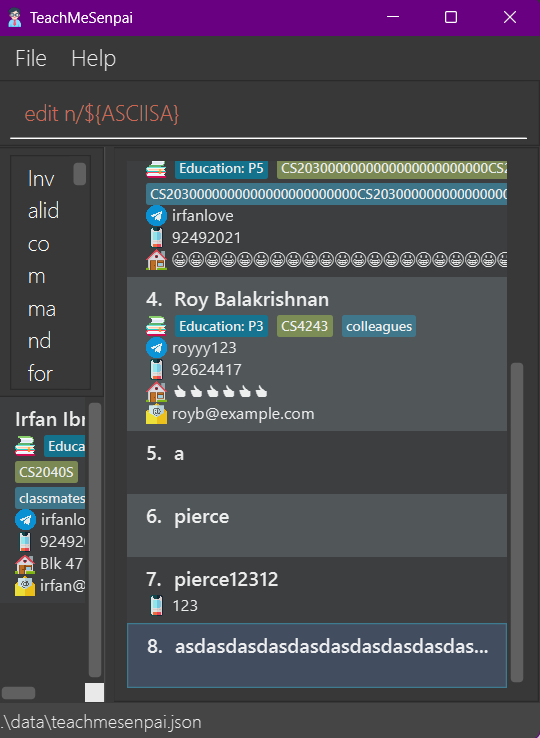 TeachMeSenpai
File Help
edit n/${ASCIISA}
Inv
alid
co
m
ma
nd
for
Irfan Ibr
Educa
CS2040S
classmates
irfanlo
92492
Blk 47
irfan@
Education: P5
irfanlove
92492021
😀😀😀😀😀😀😀😀😀😀😀😀😀😀😀😀😀😀😀😀😀
4. Roy Balakrishnan
Education: P3 CS4243 colleagues
royyy123
92624417
👍👍👍👍👍👍
royb@example.com
5. a
6. pierce
7. pierce12312
123
8. asdasdasdasdasdasdasdasdasdas...
.\data\teachmesenpai.json